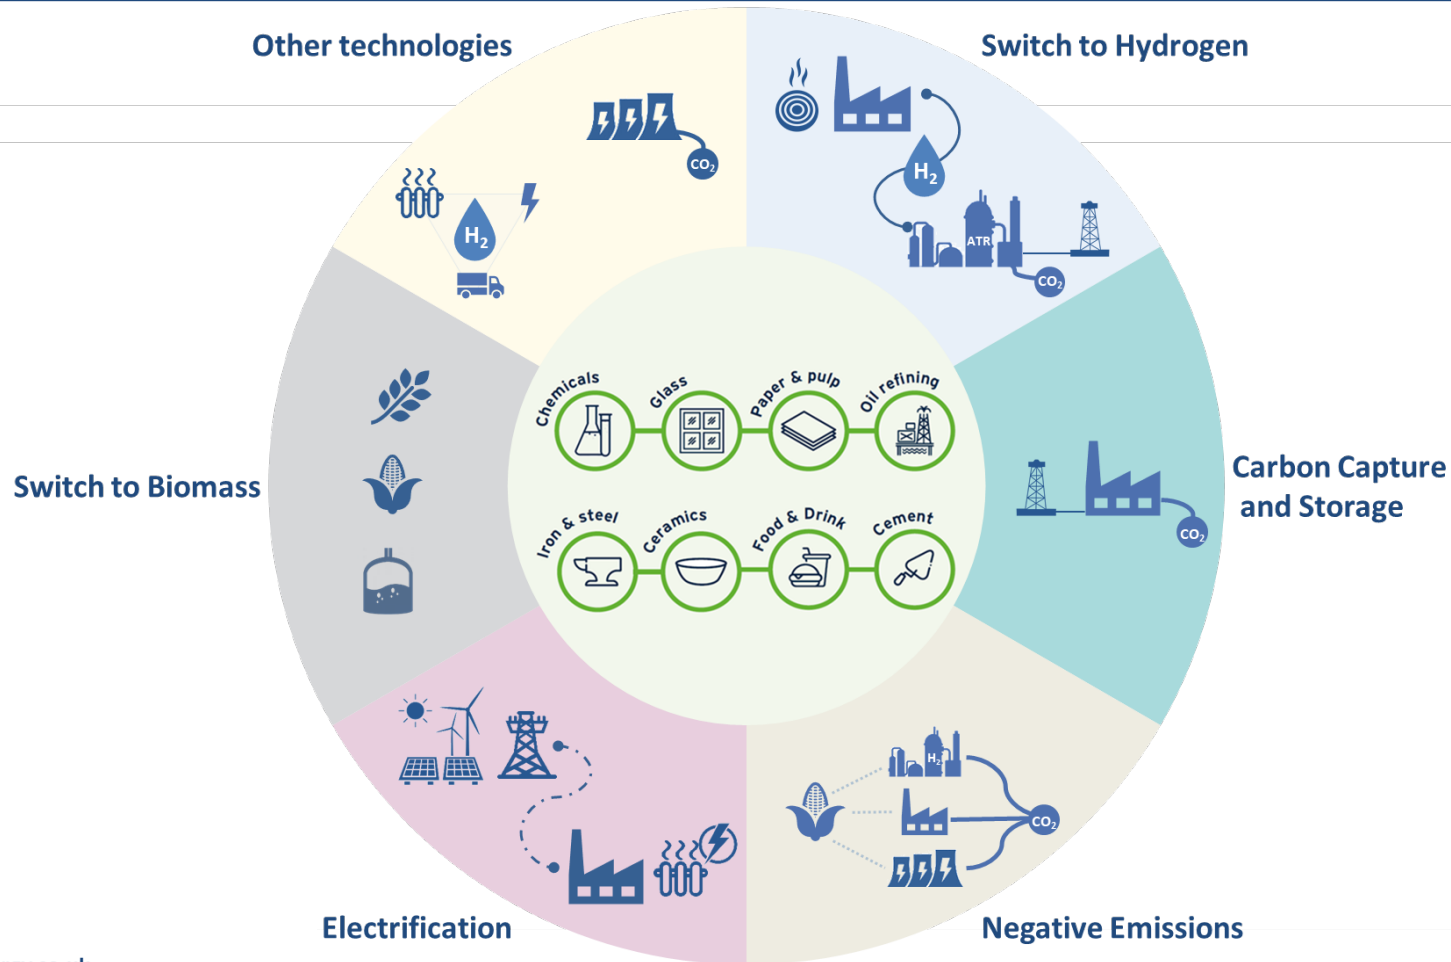 Other technologies
Switch to Hydrogen
CO₂
H₂
H₂
ATR
CO₂
Chemicals
Glass
Paper & pulp
Oil refining
Switch to Biomass
Carbon Capture
and Storage
CO₂
Iron & steel
Ceramics
Food & Drink
Cement
H₂
CO₂
Electrification
Negative Emissions